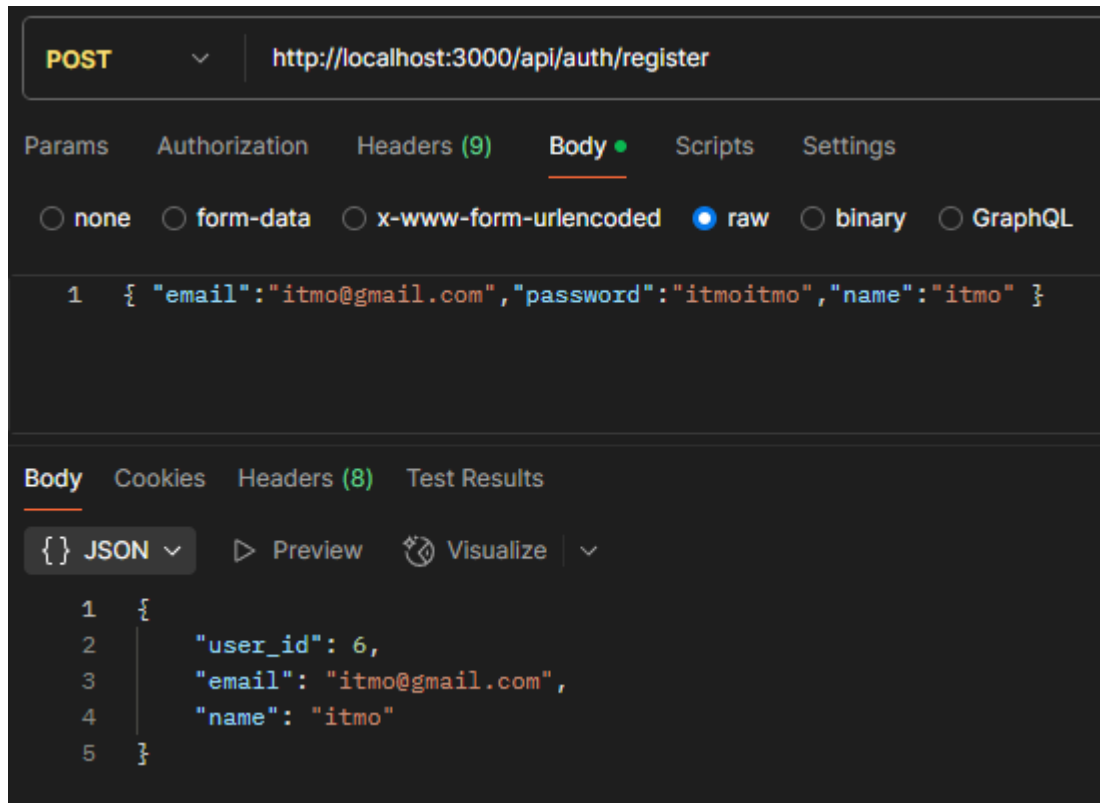 POST http://localhost:3000/api/auth/register
Params Authorization Headers (9) Body Scripts Settings
none form-data x-www-form-urlencoded raw binary GraphQL
1 { "email":"itmo@gmail.com","password":"itmoitmo","name":"itmo" }
Body Cookies Headers (8) Test Results
{} JSON Preview Visualize
1 {
2 "user_id": 6,
3 "email": "itmo@gmail.com",
4 "name": "itmo"
5 }